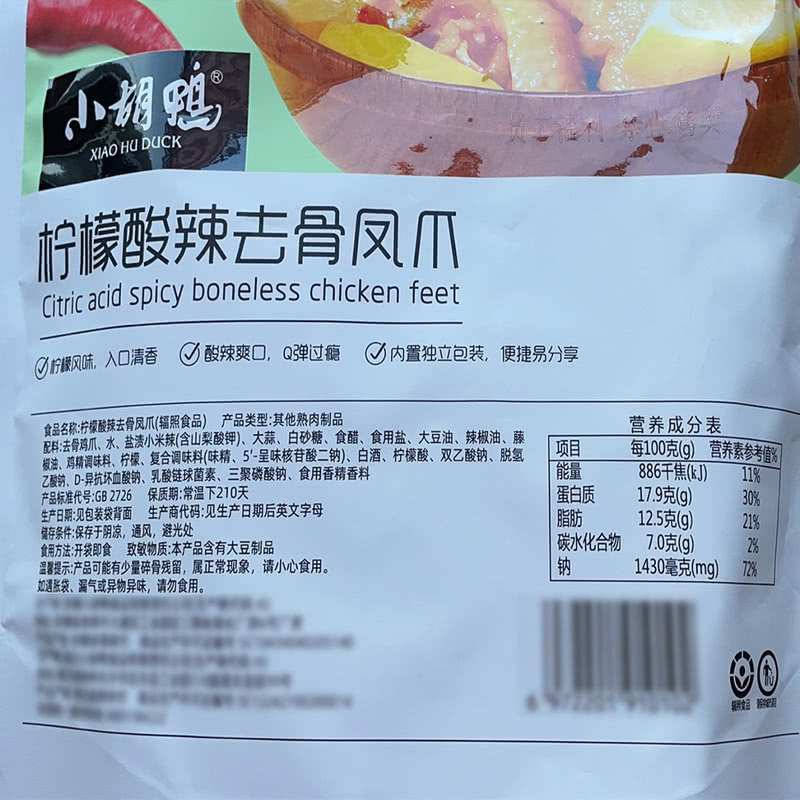 小胡鸭®
XIAO HU DUCK
柠檬酸辣去骨凤爪
Citric acid spicy boneless chicken feet
柠檬风味，入口清香 酸辣爽口，Q弹过瘾 内置独立包装，便捷易分享
食品名称:柠檬酸辣去骨凤爪(辐照食品) 产品类型:其他熟肉制品
配料:去骨鸡爪、水、盐渍小米辣(含山梨酸钾)、大蒜、白砂糖、食醋、食用盐、大豆油、辣椒油、藤
椒油、鸡精调味料、柠檬、复合调味料(味精、5'-呈味核苷酸二钠)、白酒、柠檬酸、双乙酸钠、脱氢
乙酸钠、D-异抗坏血酸钠、乳酸链球菌素、三聚磷酸钠、食用香精香料
产品标准代号:GB 2726 保质期:常温下210天
生产日期:见包装袋背面 生产商代码:见生产日期后英文字母
储存条件:保存于阴凉，通风，避光处
食用方法:开袋即食 致敏物质:本产品含有大豆制品
温馨提示:产品可能有少量碎骨残留，属正常现象，请小心食用。
如遇胀袋、漏气或异物异味，请勿食用。
营养成分表
项目 每100克(g) 营养素参考值%
能量 886千焦(kJ) 11%
蛋白质 17.9克(g) 30%
脂肪 12.5克(g) 21%
碳水化合物 7.0克(g) 2%
钠 1430毫克(mg) 72%
辐照食品